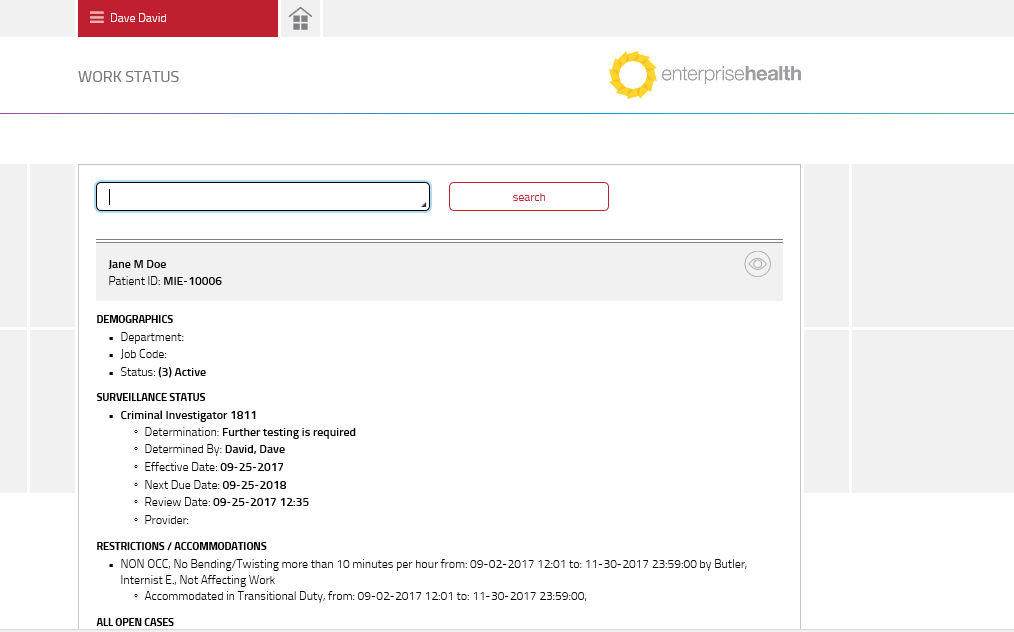 Dave David
WORK STATUS
enterprisehealth
search
Jane M Doe
Patient ID: MIE-10006
DEMOGRAPHICS
Department:
Job Code:
Status: (3) Active
SURVEILLANCE STATUS
Criminal Investigator 1811
Determination: Further testing is required
Determined By: David, Dave
Effective Date: 09-25-2017
Next Due Date: 09-25-2018
Review Date: 09-25-2017 12:35
Provider:
RESTRICTIONS / ACCOMMODATIONS
NON OCC, No Bending/Twisting more than 10 minutes per hour from: 09-02-2017 12:01 to: 11-30-2017 23:59:00 by Butler,
Internist E., Not Affecting Work
Accommodated in Transitional Duty, from: 09-02-2017 12:01 to: 11-30-2017 23:59:00,
ALL OPEN CASES